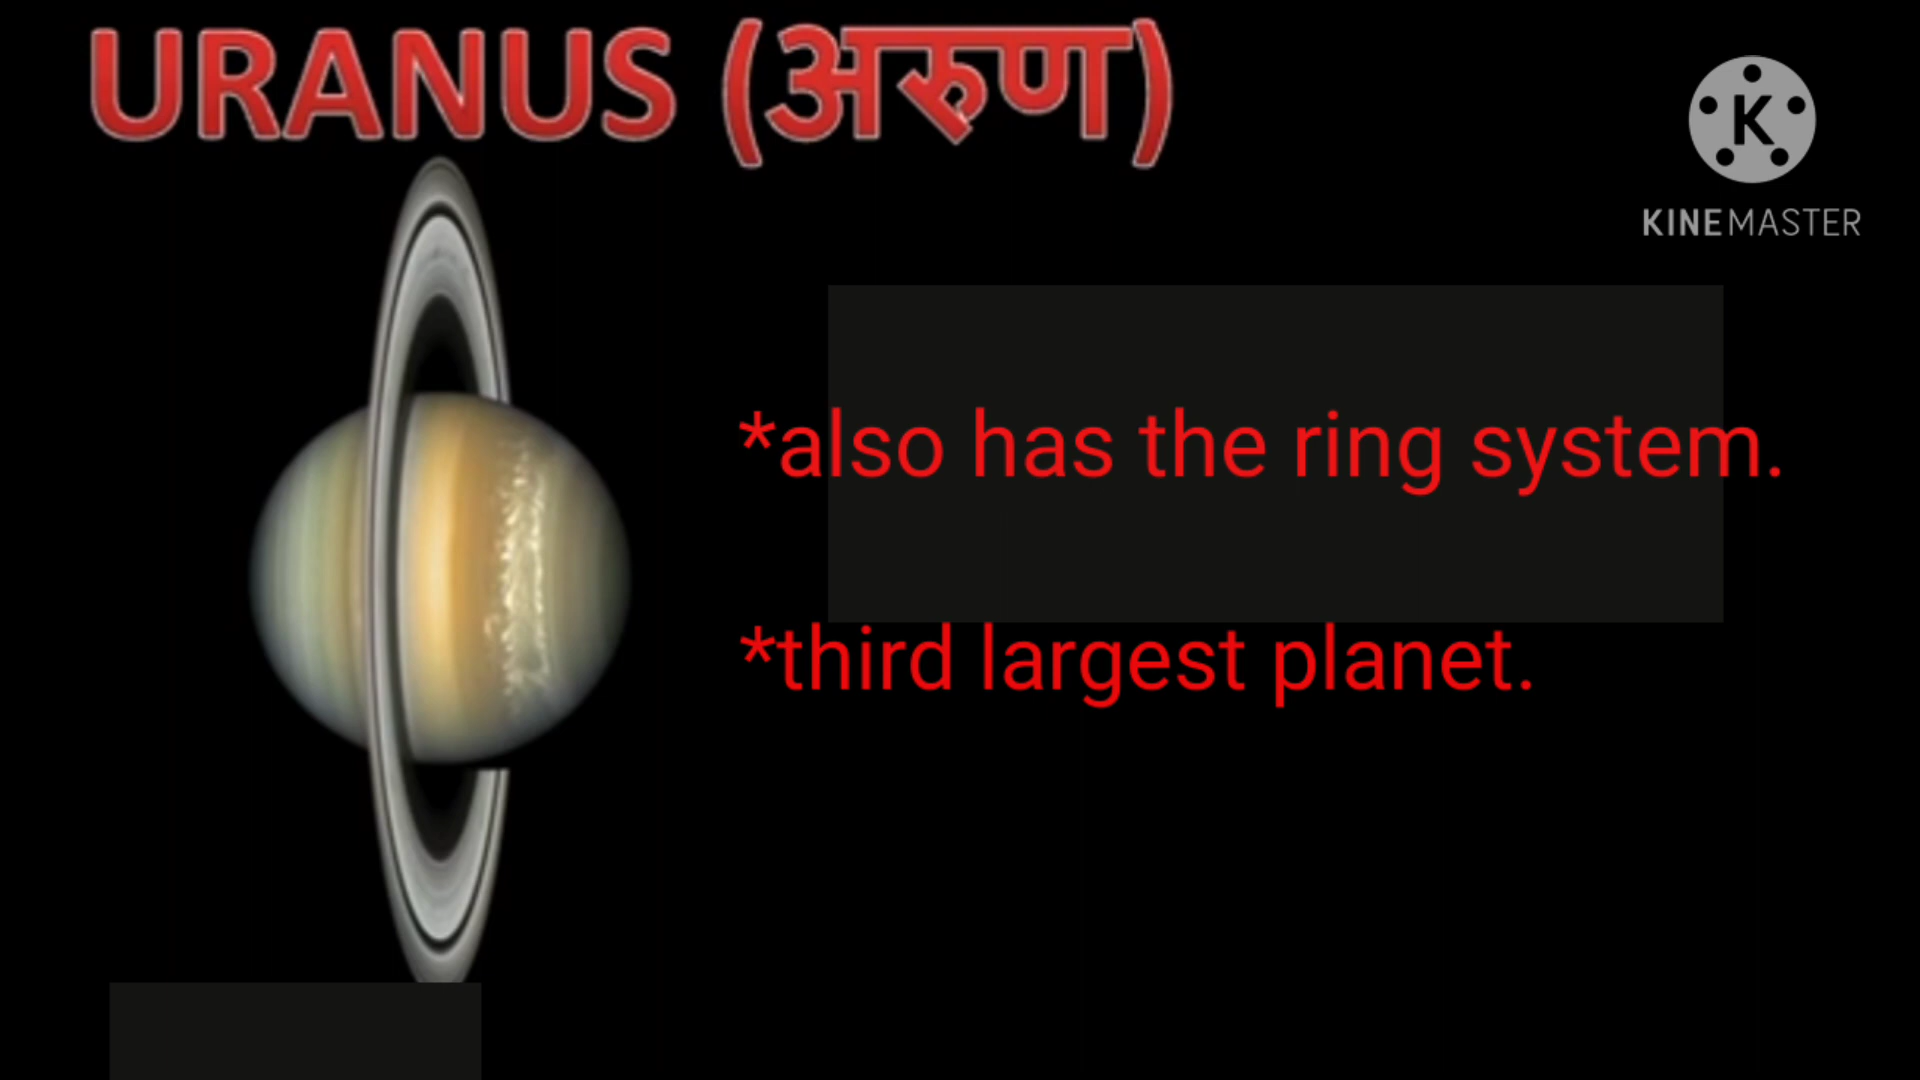 URANUS (अरुण)
K
KINEMASTER
*also has the ring system.
*third largest planet.